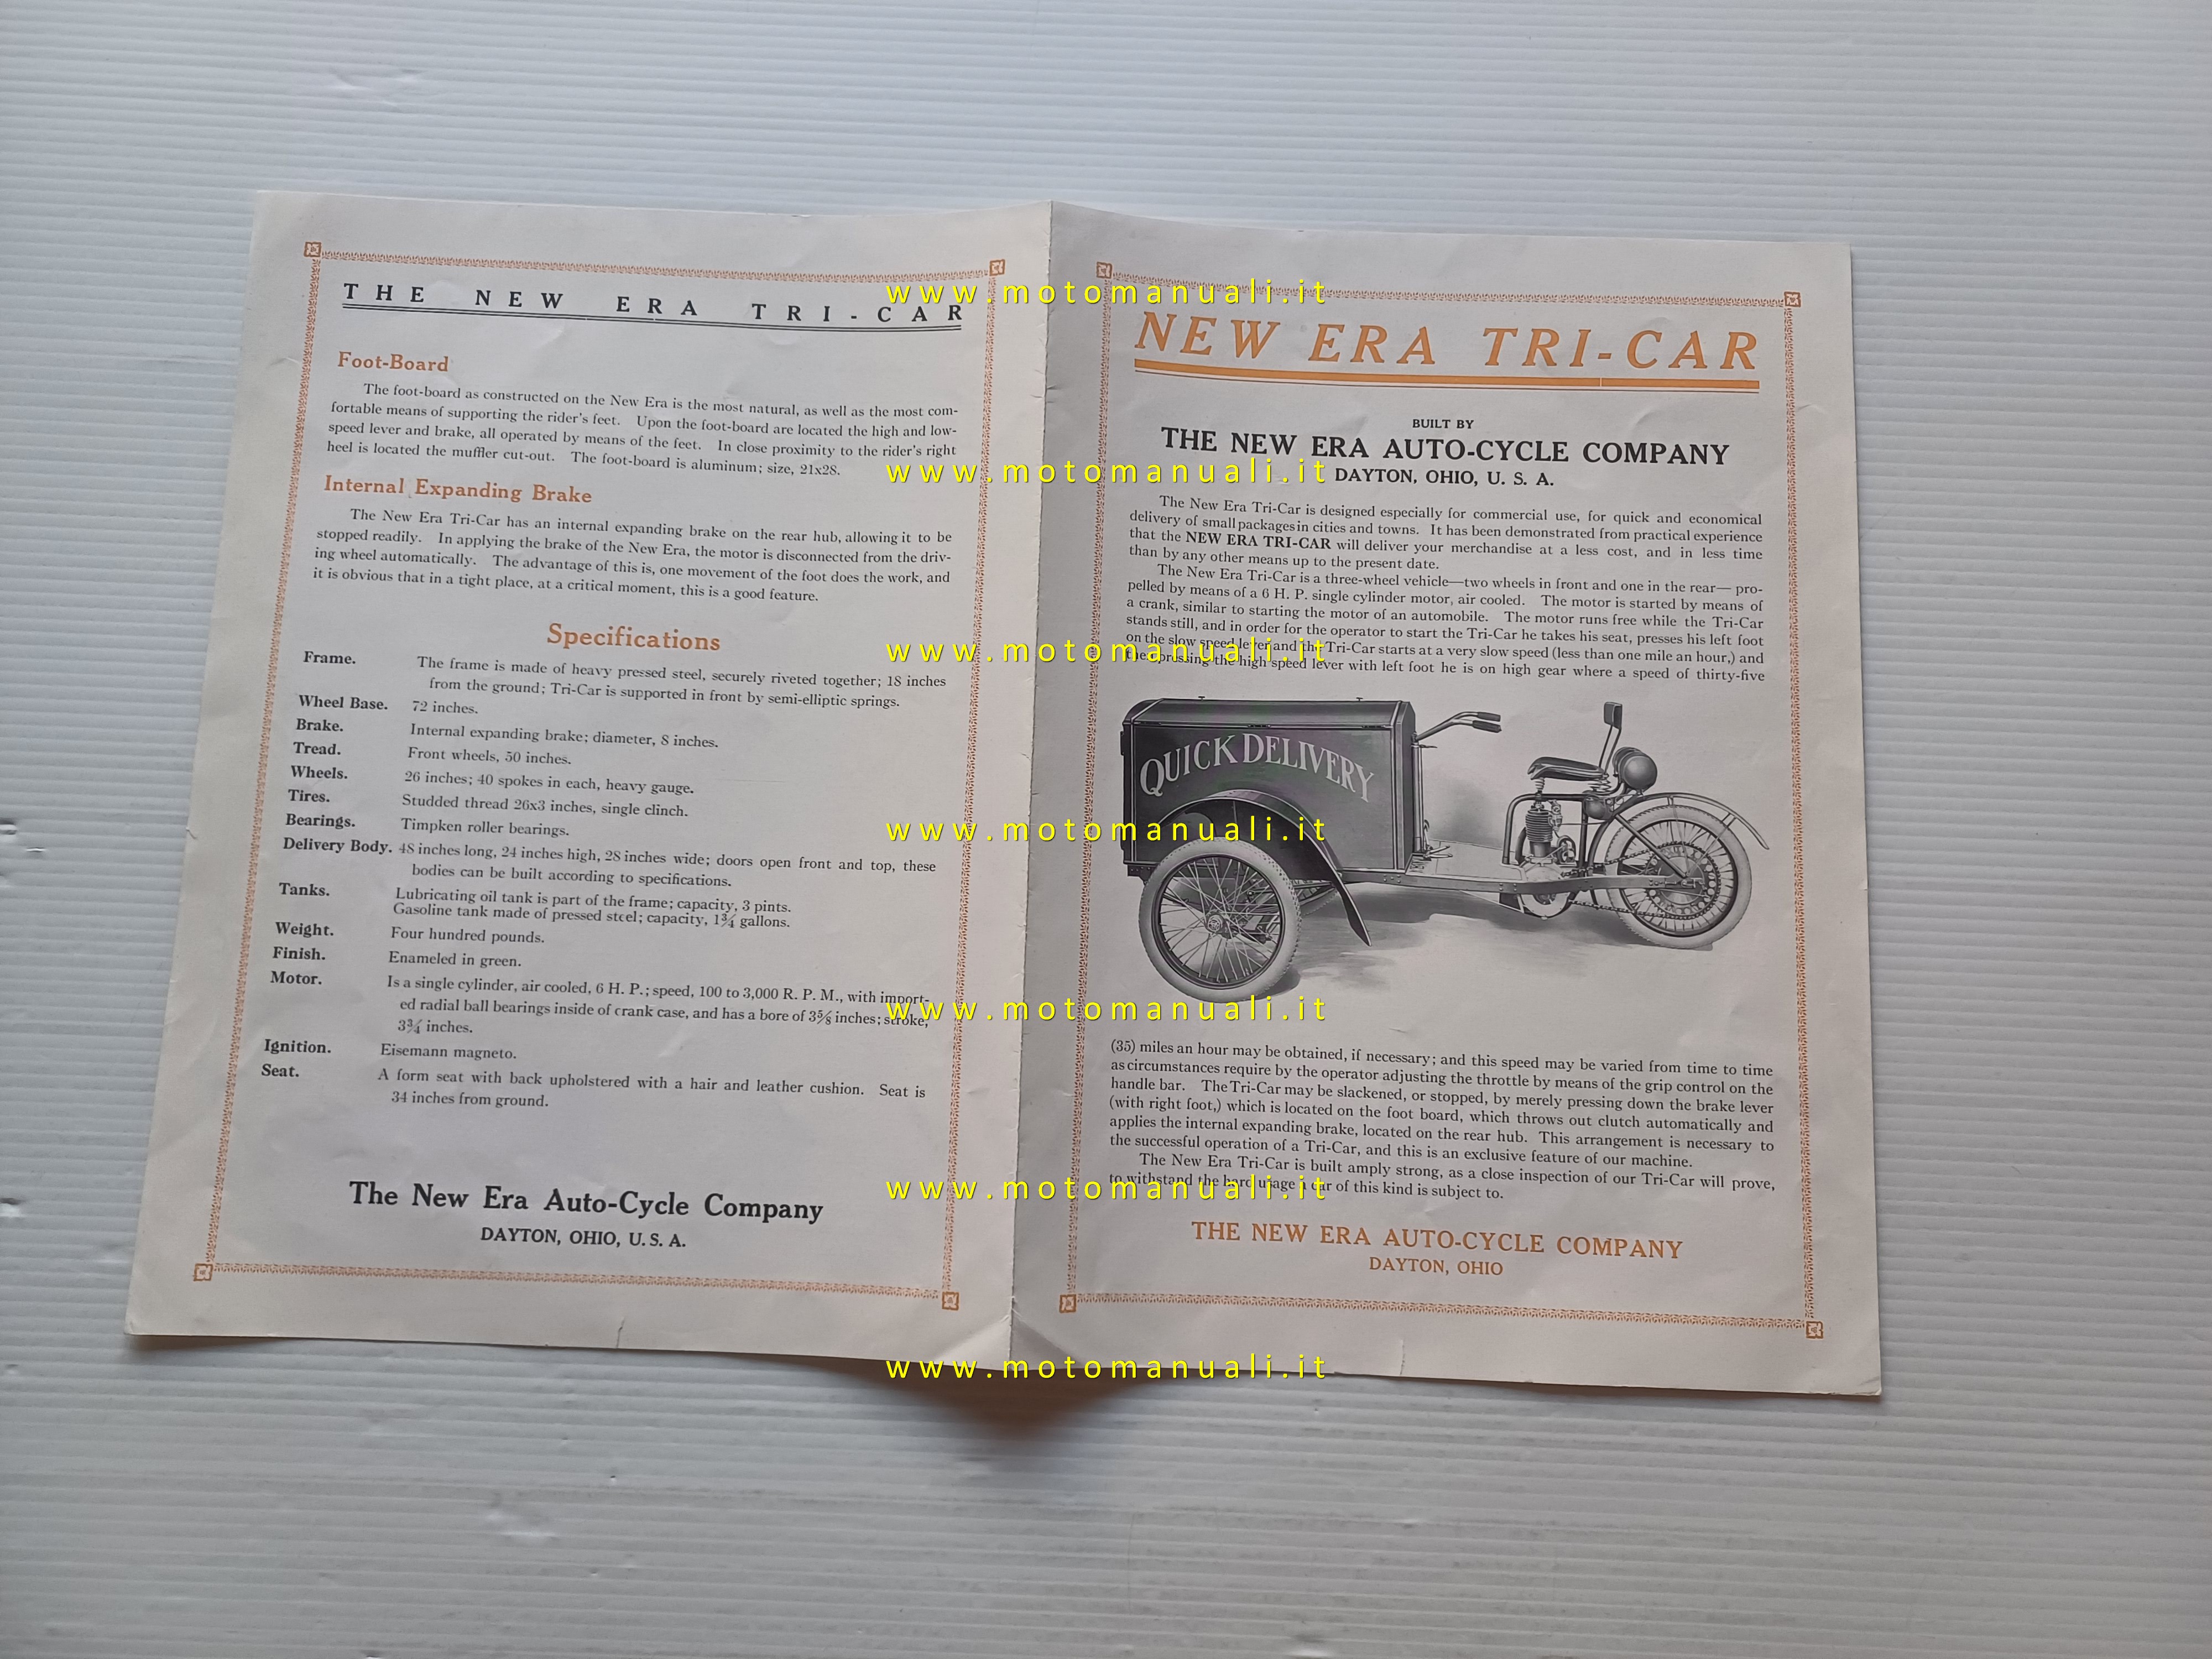 THE NEW ERA TRI-CAR
Foot-Board
The foot-board as constructed on the New Era is the most natural, as well as the most com-
fortable means of supporting the rider's feet. Upon the foot-board are located the high and low-
speed lever and brake, all operated by means of the feet. In close proximity to the rider's right
heel is located the muffler cut-out. The foot-board is aluminum; size, 21x28.
Internal Expanding Brake
The New Era Tri-Car has an internal expanding brake on the rear hub, allowing it to be
stopped readily. In applying the brake of the New Era, the motor is disconnected from the driv-
ing wheel automatically. The advantage of this is, one movement of the foot does the work, and
it is obvious that in a tight place, at a critical moment, this is a good feature.
Specifications
Frame. The frame is made of heavy pressed steel, securely riveted together; 18 inches
from the ground; Tri-Car is supported in front by semi-elliptic springs.
Wheel Base. 72 inches.
Brake. Internal expanding brake; diameter, 8 inches.
Tread. Front wheels, 50 inches.
Wheels. 26 inches; 40 spokes in each, heavy gauge.
Tires. Studded thread 26x3 inches, single clinch.
Bearings. Timpken roller bearings.
Delivery Body. 48 inches long, 24 inches high, 28 inches wide; doors open front and top, these
bodies can be built according to specifications.
Tanks. Lubricating oil tank is part of the frame; capacity, 3 pints.
Gasoline tank made of pressed steel; capacity, 1¾ gallons.
Weight. Four hundred pounds.
Finish. Enameled in green.
Motor. Is a single cylinder, air cooled, 6 H. P.; speed, 100 to 3,000 R. P. M., with import-
ed radial ball bearings inside of crank case, and has a bore of 3⅝ inches; stroke,
3¾ inches.
Ignition. Eisemann magneto.
Seat. A form seat with back upholstered with a hair and leather cushion. Seat is
34 inches from ground.
The New Era Auto-Cycle Company
DAYTON, OHIO, U. S. A.
NEW ERA TRI-CAR
BUILT BY
THE NEW ERA AUTO-CYCLE COMPANY
DAYTON, OHIO, U. S. A.
The New Era Tri-Car is designed especially for commercial use, for quick and economical
delivery of small packages in cities and towns. It has been demonstrated from practical experience
that the NEW ERA TRI-CAR will deliver your merchandise at a less cost, and in less time
than by any other means up to the present date.
The New Era Tri-Car is a three-wheel vehicle—two wheels in front and one in the rear— pro-
pelled by means of a 6 H. P. single cylinder motor, air cooled. The motor is started by means of
a crank, similar to starting the motor of an automobile. The motor runs free while the Tri-Car
stands still, and in order for the operator to start the Tri-Car he takes his seat, presses his left foot
on the slow speed lever and the Tri-Car starts at a very slow speed (less than one mile an hour,) and
the high speed lever with left foot he is on high gear where a speed of thirty-five
QUICK DELIVERY
(35) miles an hour may be obtained, if necessary; and this speed may be varied from time to time
as circumstances require by the operator adjusting the throttle by means of the grip control on the
handle bar. The Tri-Car may be slackened, or stopped, by merely pressing down the brake lever
(with right foot,) which is located on the foot board, which throws out clutch automatically and
applies the internal expanding brake, located on the rear hub. This arrangement is necessary to
the successful operation of a Tri-Car, and this is an exclusive feature of our machine.
The New Era Tri-Car is built amply strong, as a close inspection of our Tri-Car will prove,
to withstand the hard usage a car of this kind is subject to.
THE NEW ERA AUTO-CYCLE COMPANY
DAYTON, OHIO
www.motomanuali.it
www.motomanuali.it
www.motomanuali.it
www.motomanuali.it
www.motomanuali.it
www.motomanuali.it
www.motomanuali.it